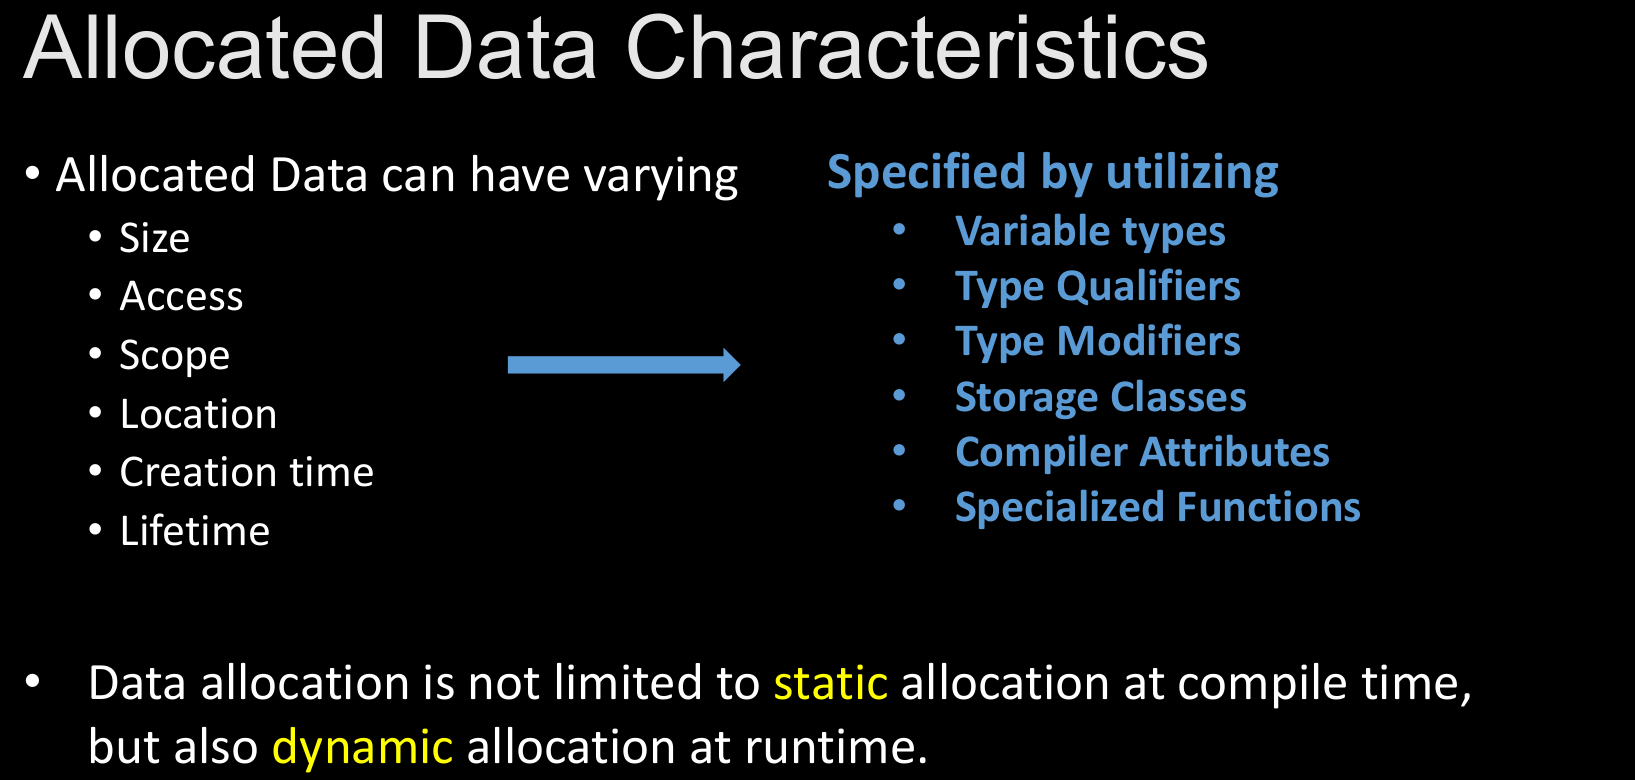 Allocated Data Characteristics
• Allocated Data can have varying
• Size
• Access
• Scope
• Location
• Creation time
• Lifetime
Specified by utilizing
• Variable types
• Type Qualifiers
• Type Modifiers
• Storage Classes
• Compiler Attributes
• Specialized Functions
• Data allocation is not limited to static allocation at compile time,
but also dynamic allocation at runtime.